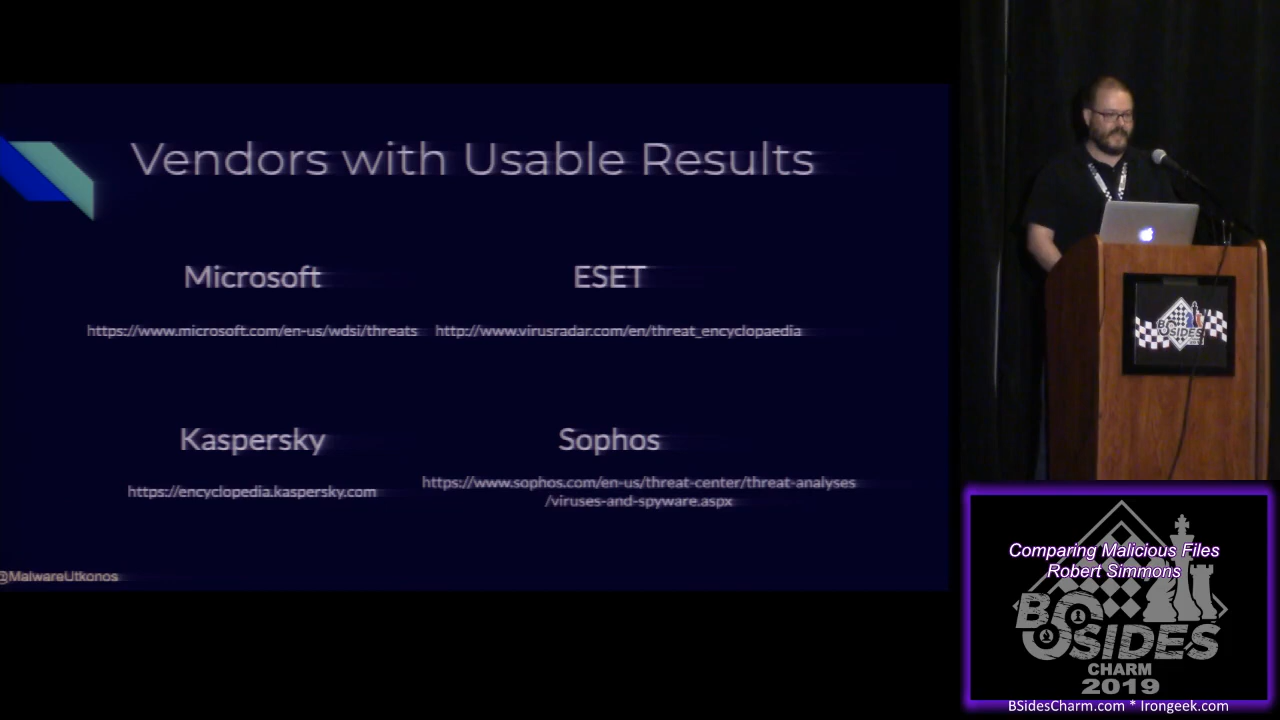 Vendors with Usable Results
Microsoft
https://www.microsoft.com/en-us/wdsi/threats
ESET
http://www.virusradar.com/en/threat_encyclopaedia
Kaspersky
https://encyclopedia.kaspersky.com
Sophos
https://www.sophos.com/en-us/threat-center/threat-analyses
/viruses-and-spyware.aspx
@MalwareUtkonos
BSIDES
Comparing Malicious Files
Robert Simmons
BSIDES
CHARM
2019
BSidesCharm.com * Irongeek.com